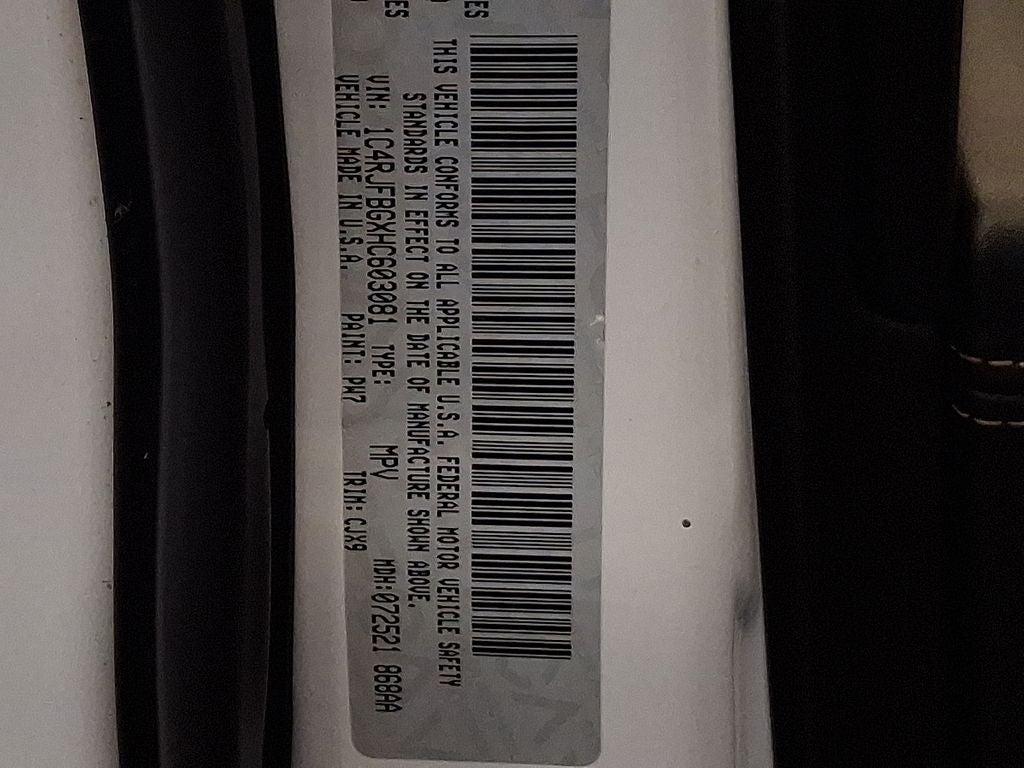 THIS VEHICLE CONFORMS TO ALL APPLICABLE U.S.A. FEDERAL MOTOR VEHICLE SAFETY
STANDARDS IN EFFECT ON THE DATE OF MANUFACTURE SHOWN ABOVE.
VIN: 1C4RJFBGXHC603081 TYPE: MPV MDH:072521 868AA
VEHICLE MADE IN U.S.A. PAINT: PW7 TRIM: CJX9